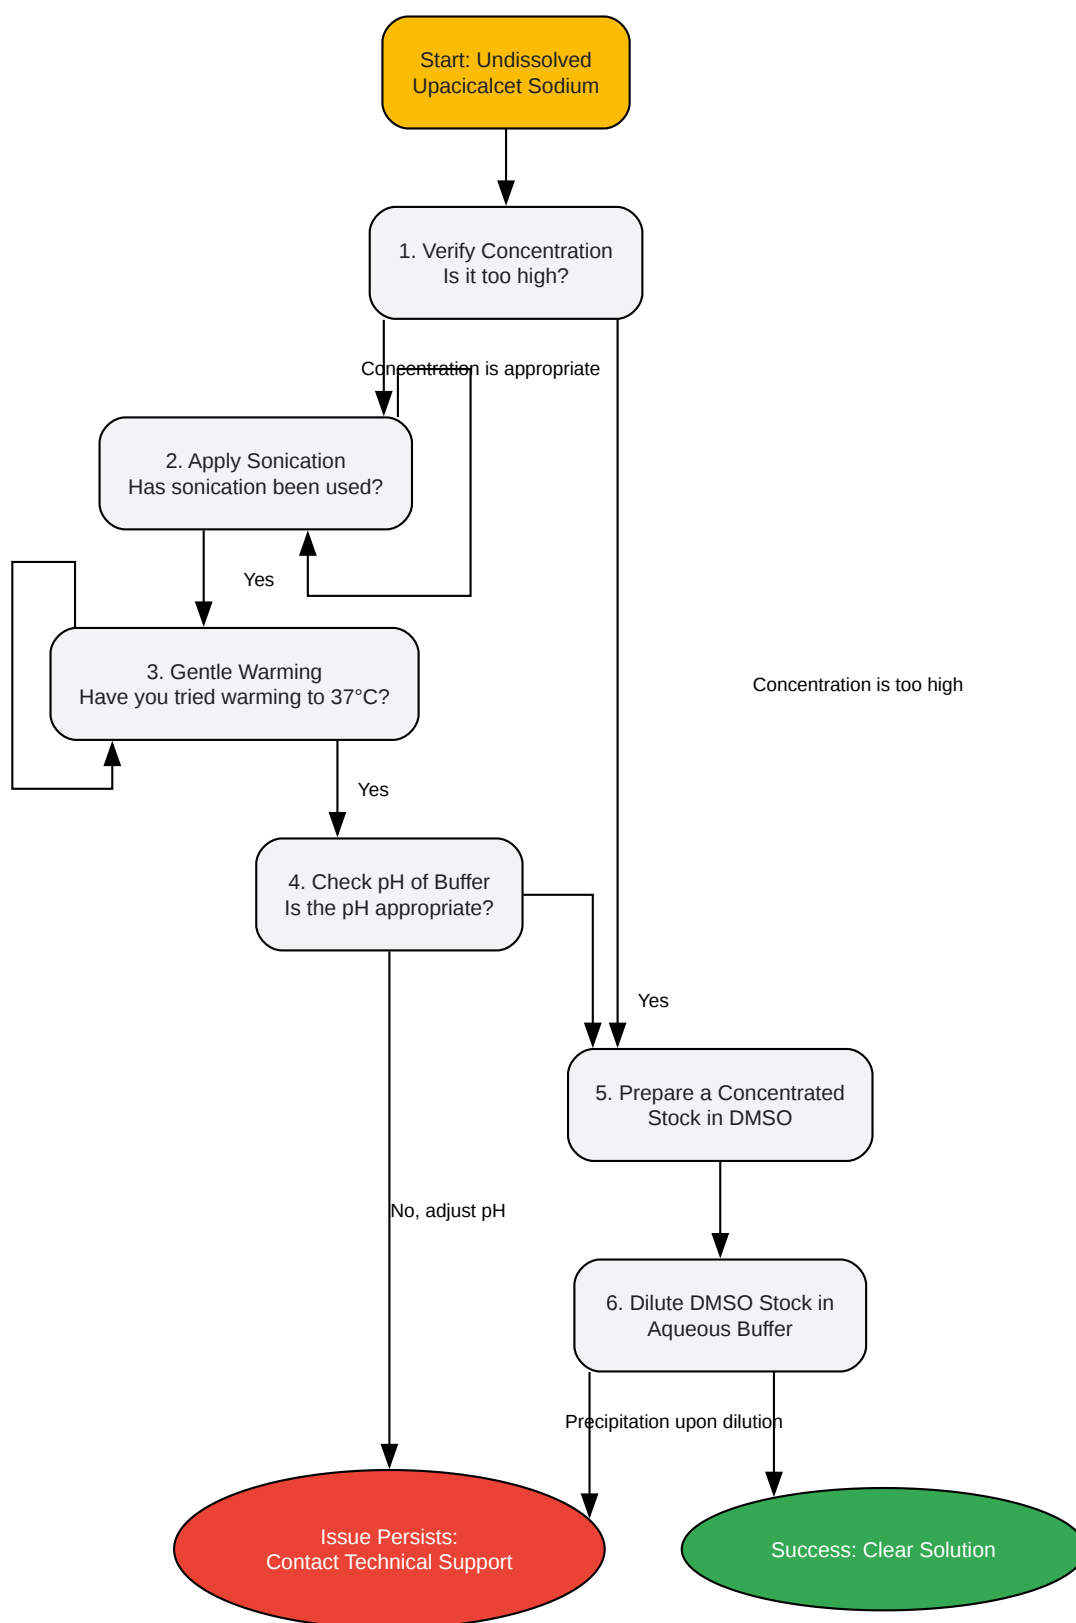 Start: Undissolved
Upacicalcet Sodium
1. Verify Concentration
Is it too high?
Concentration is appropriate
2. Apply Sonication
Has sonication been used?
Yes
3. Gentle Warming
Have you tried warming to 37°C?
Concentration is too high
Yes
4. Check pH of Buffer
Is the pH appropriate?
Yes
5. Prepare a Concentrated
Stock in DMSO
No, adjust pH
6. Dilute DMSO Stock in
Aqueous Buffer
Precipitation upon dilution
Issue Persists:
Contact Technical Support
Success: Clear Solution